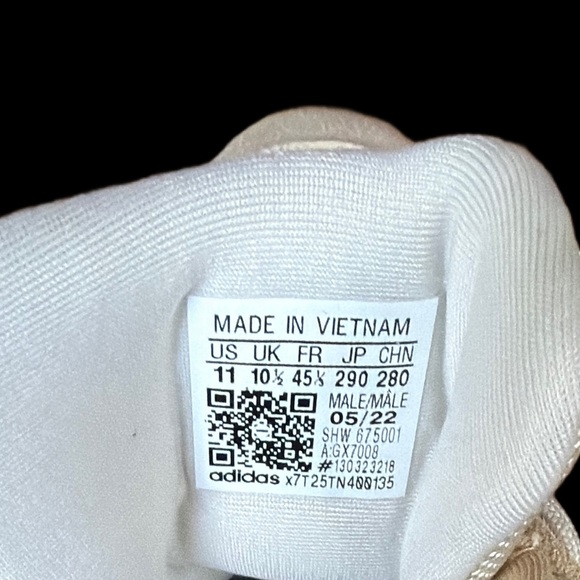 MADE IN VIETNAM
US UK FR JP CHN
11 10½ 45⅓ 290 280
MALE/MÂLE
05/22
SHW 675001
A:GX7008
#130323218
adidas x7T25TN400135